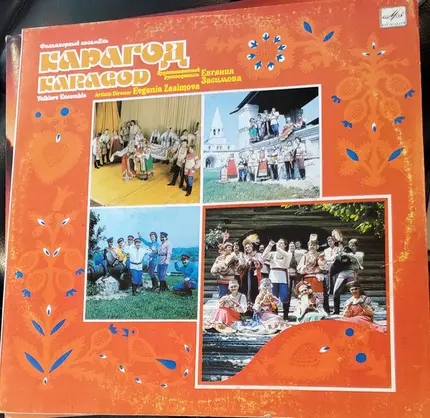 Фольклорный ансамбль
КАРАГОД
KARAGOD
Folklore Ensemble
Художественный
руководитель
Евгения
Засимова
Artistic Director Evgenia Zasimova